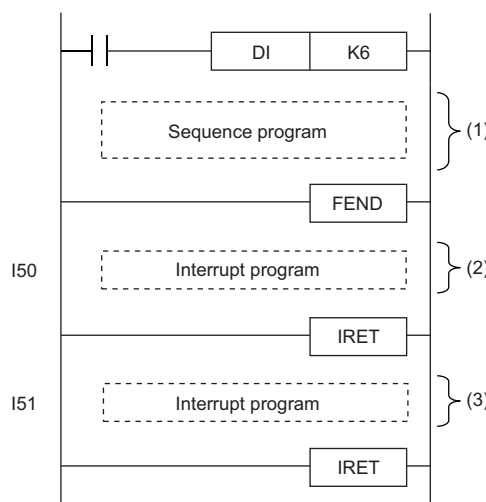 DI K6
Sequence program (1)
FEND
I50 Interrupt program (2)
IRET
I51 Interrupt program (3)
IRET